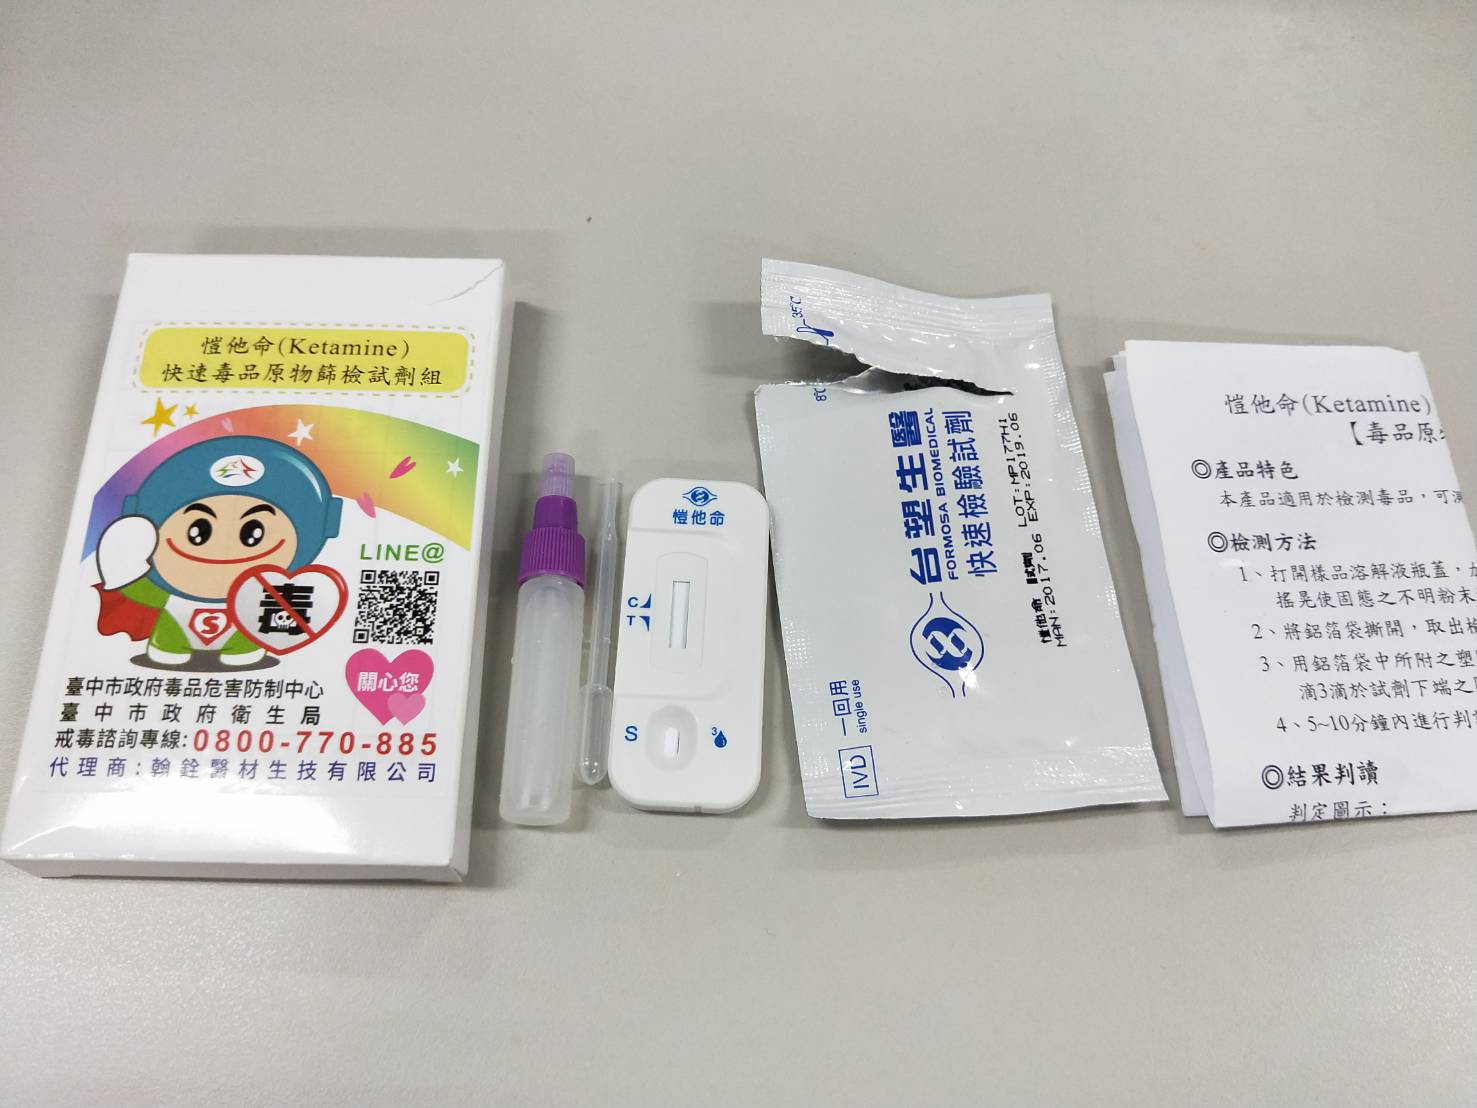 愷他命(Ketamine)
快速毒品原物篩檢試劑組
LINE@
S
毒
關心您
臺中市政府毒品危害防制中心
臺中市政府衛生局
戒毒諮詢專線:0800-770-885
代理商:翰銓醫材生技有限公司
愷他命
C
T
S
3
35℃
8℃
台塑生醫
FORMOSA BIOMEDICAL
快速檢驗試劑
愷他命 試劑 LOT:MP177H1
MAN:2017.06 EXP:2019.06
一回用
single use
IVD
愷他命(Ketamine)
【毒品原
◎產品特色
本產品適用於檢測毒品,可
◎檢測方法
1、打開樣品溶解液瓶蓋,
搖晃使固態之不明粉末
2、將鋁箔袋撕開,取出
3、用鋁箔袋中所附之塑
滴3滴於試劑下端之
4、5~10分鐘內進行判
◎結果判讀
判定圖示: